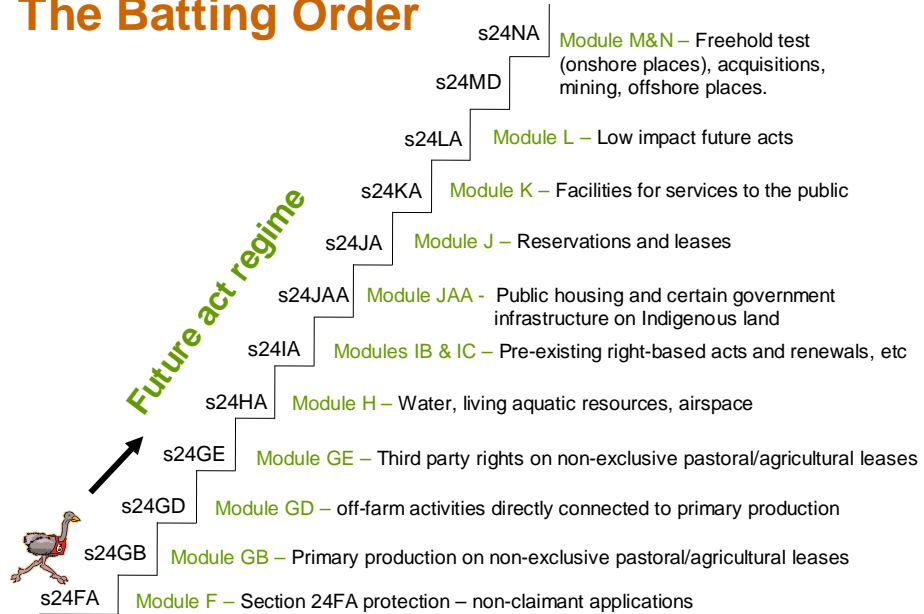 The Batting Order
s24NA
Module M&N – Freehold test
(onshore places), acquisitions,
mining, offshore places.
s24MD
s24LA
Module L – Low impact future acts
s24KA
Module K – Facilities for services to the public
Future act regime
s24JA
Module J – Reservations and leases
s24JAA
Module JAA - Public housing and certain government
infrastructure on Indigenous land
s24IA
Modules IB & IC – Pre-existing right-based acts and renewals, etc
s24HA
Module H – Water, living aquatic resources, airspace
s24GE
Module GE – Third party rights on non-exclusive pastoral/agricultural leases
s24GD
Module GD – off-farm activities directly connected to primary production
s24GB
Module GB – Primary production on non-exclusive pastoral/agricultural leases
s24FA
Module F – Section 24FA protection – non-claimant applications